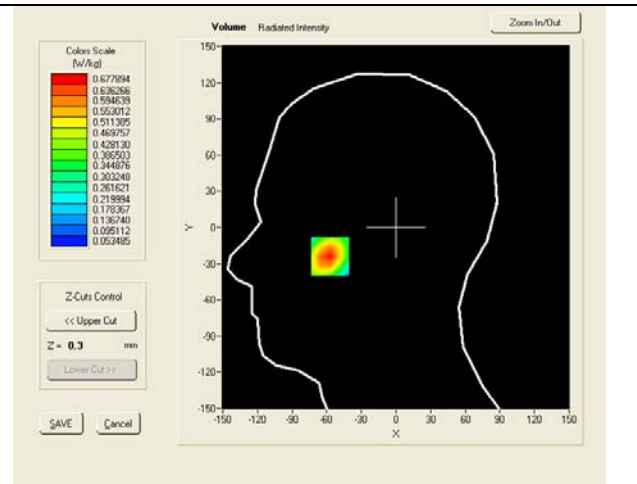 Volume Radiated Intensity
Zoom In/Out
Colors Scale
(W/kg)
0.677894
0.636266
0.594639
0.553012
0.511385
0.469757
0.428130
0.386503
0.344876
0.303248
0.261621
0.219994
0.178367
0.136740
0.095112
0.053485
Z-Cuts Control
<< Upper Cut
Z = 0.3 mm
Lower Cut >>
SAVE Cancel
150
120
90
60
30
0
-30
-60
-90
-120
-150
Y
-150 -120 -90 -60 -30 0 30 60 90 120 150
X